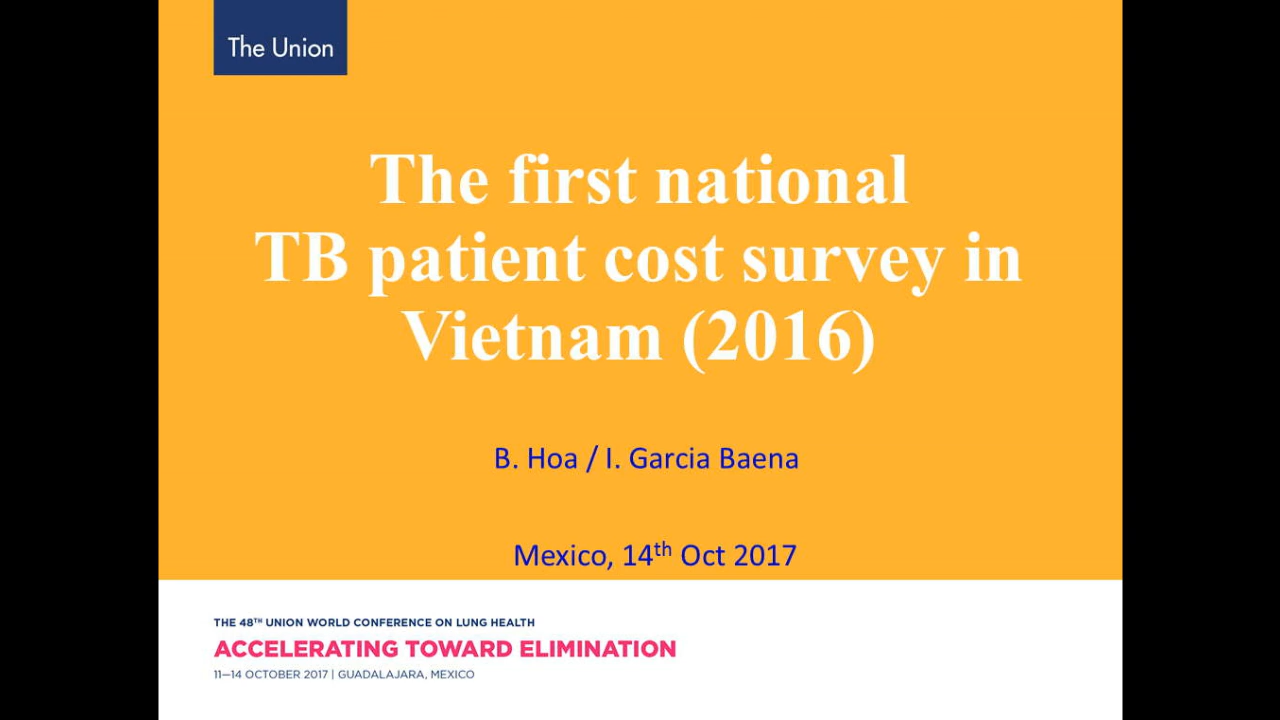 The Union
The first national
TB patient cost survey in
Vietnam (2016)
B. Hoa / I. Garcia Baena
Mexico, 14th Oct 2017
THE 48TH UNION WORLD CONFERENCE ON LUNG HEALTH
ACCELERATING TOWARD ELIMINATION
11–14 OCTOBER 2017 | GUADALAJARA, MEXICO